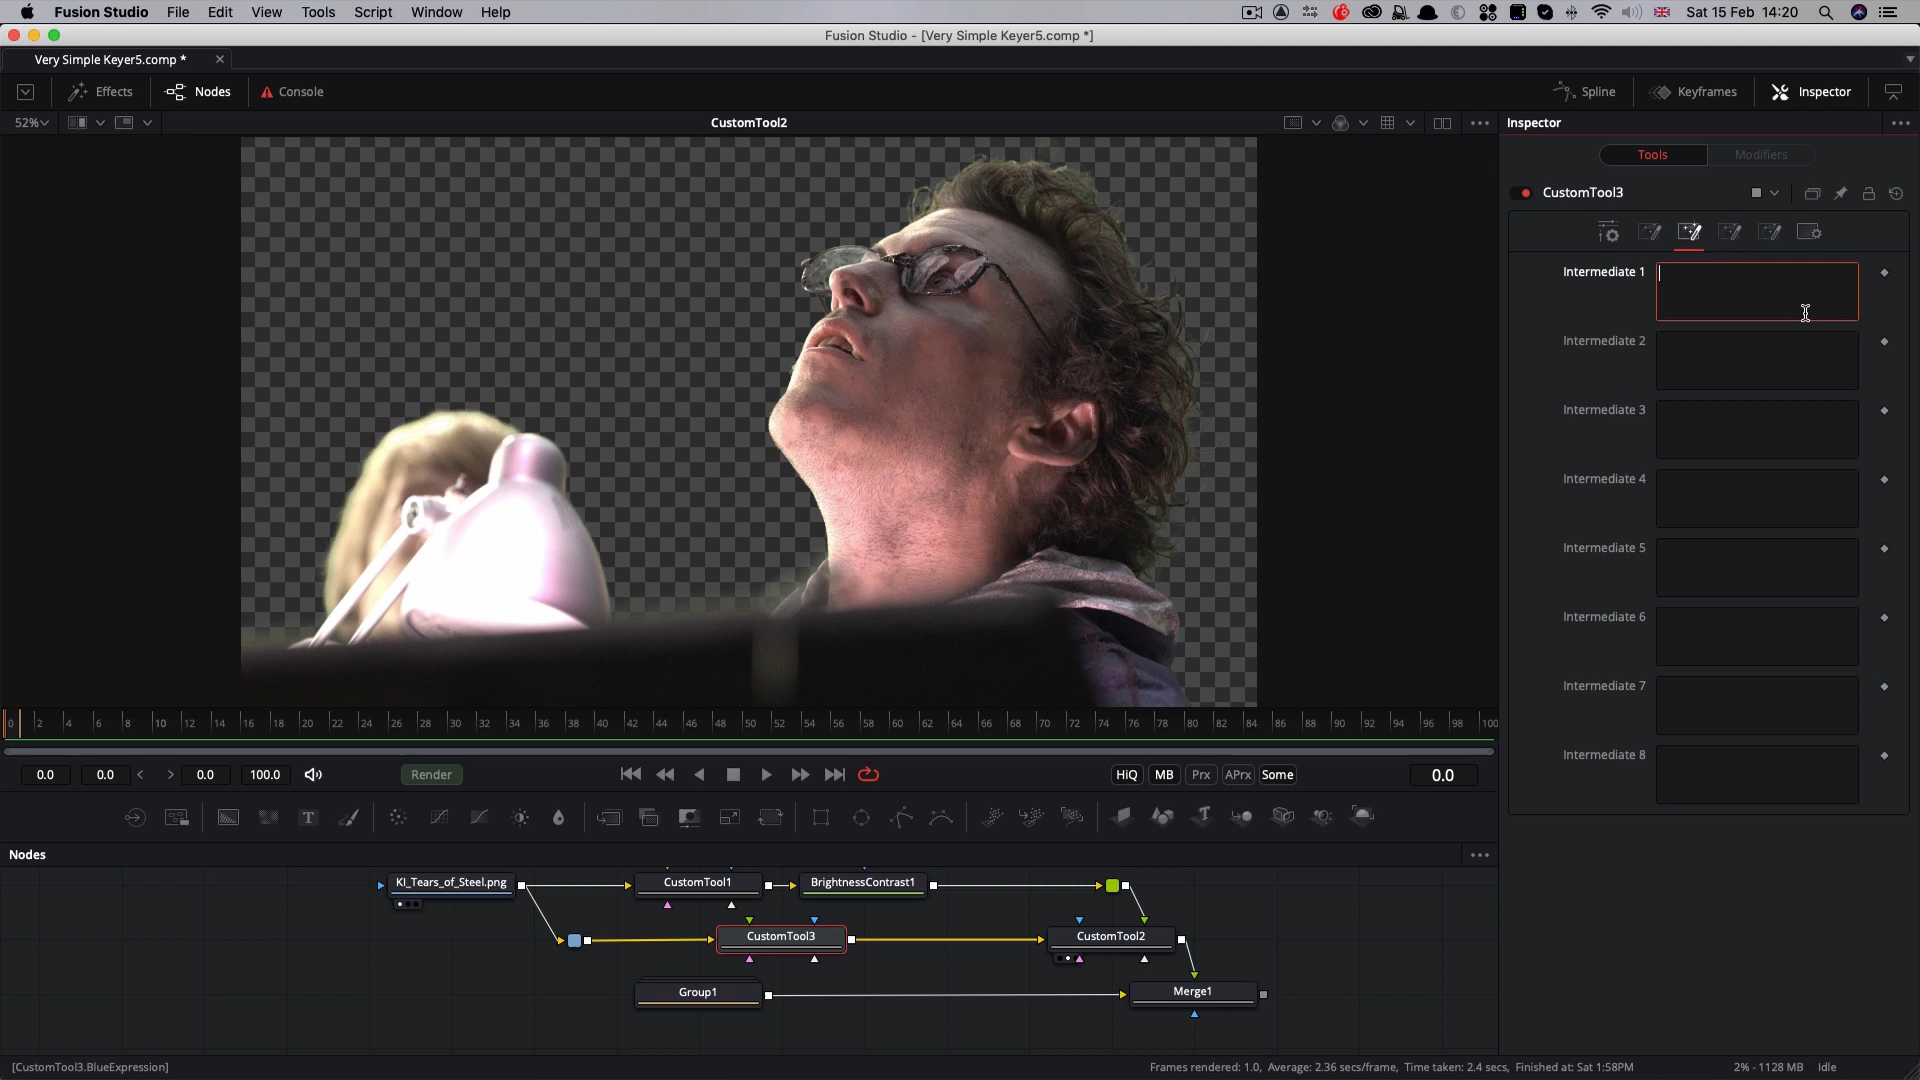 Fusion Studio File Edit View Tools Script Window Help Sat 15 Feb 14:20
Fusion Studio - [Very Simple Keyer5.comp *]
Very Simple Keyer5.comp *
Effects Nodes Console Spline Keyframes Inspector
52% CustomTool2 Inspector
Tools Modifiers
CustomTool3
Intermediate 1
Intermediate 2
Intermediate 3
Intermediate 4
Intermediate 5
Intermediate 6
Intermediate 7
Intermediate 8
0 2 4 6 8 10 12 14 16 18 20 22 24 26 28 30 32 34 36 38 40 42 44 46 48 50 52 54 56 58 60 62 64 66 68 70 72 74 76 78 80 82 84 86 88 90 92 94 96 98 100
0.0 0.0 < > 0.0 100.0 Render HiQ MB Prx APrx Some 0.0
Nodes
KI_Tears_of_Steel.png CustomTool1 BrightnessContrast1
CustomTool3 CustomTool2
Group1 Merge1
[CustomTool3.BlueExpression] Frames rendered: 1.0, Average: 2.36 secs/frame, Time taken: 2.4 secs, Finished at: Sat 1:58PM 2% - 1128 MB Idle